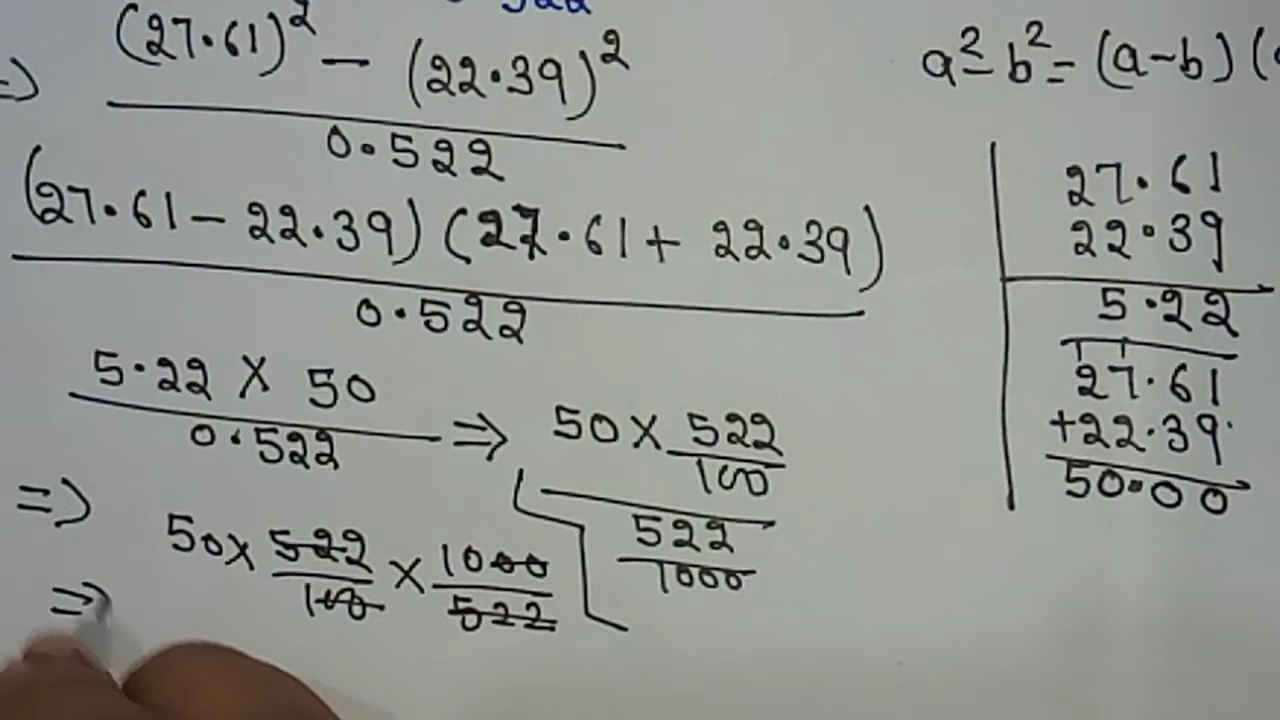 522
=> (27.61)² - (22.39)²
0.522
(27.61 - 22.39) (27.61 + 22.39)
0.522
5.22 X 50
0.522
=> 50 X 522
100
522
1000
=> 50 X 522 X 1000
100 522
=>
a² - b² = (a - b) (
27.61
22.39
5.22
27.61
+22.39
50.00